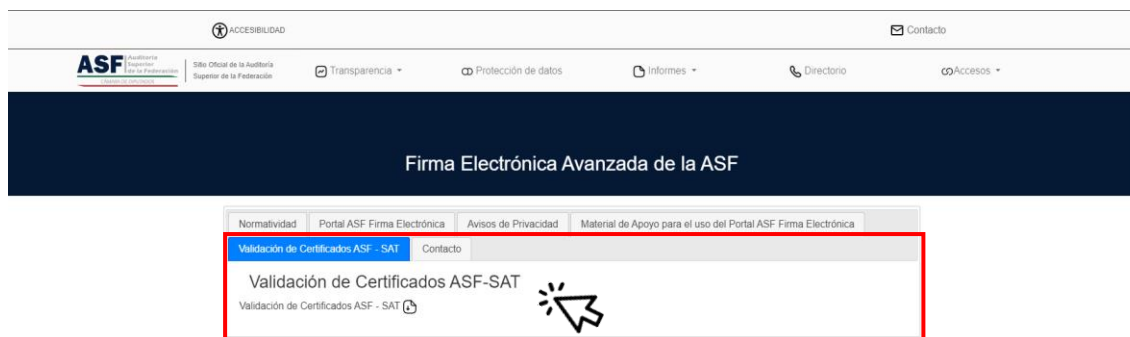 ACCESIBILIDAD
Contacto
ASF Auditoría
Superior
de la Federación
CÁMARA DE DIPUTADOS
Sitio Oficial de la Auditoría
Superior de la Federación
Transparencia
Protección de datos
Informes
Directorio
Accesos
Firma Electrónica Avanzada de la ASF
Normatividad
Portal ASF Firma Electrónica
Avisos de Privacidad
Material de Apoyo para el uso del Portal ASF Firma Electrónica
Validación de Certificados ASF - SAT
Contacto
Validación de Certificados ASF-SAT
Validación de Certificados ASF - SAT